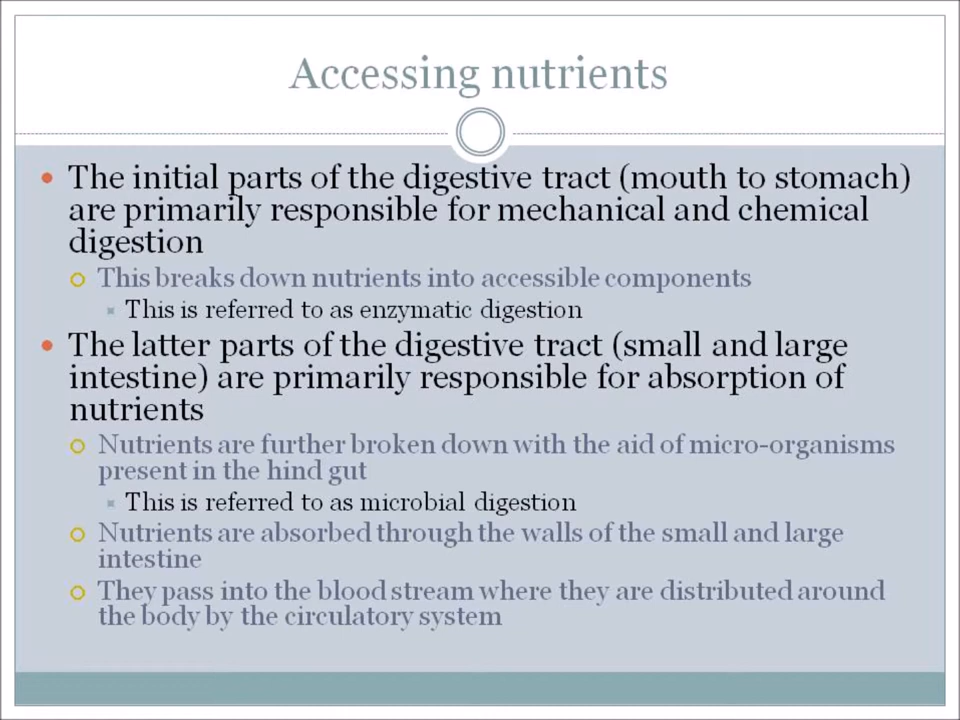 Accessing nutrients
The initial parts of the digestive tract (mouth to stomach)
are primarily responsible for mechanical and chemical
digestion
This breaks down nutrients into accessible components
This is referred to as enzymatic digestion
The latter parts of the digestive tract (small and large
intestine) are primarily responsible for absorption of
nutrients
Nutrients are further broken down with the aid of micro-organisms
present in the hind gut
This is referred to as microbial digestion
Nutrients are absorbed through the walls of the small and large
intestine
They pass into the blood stream where they are distributed around
the body by the circulatory system